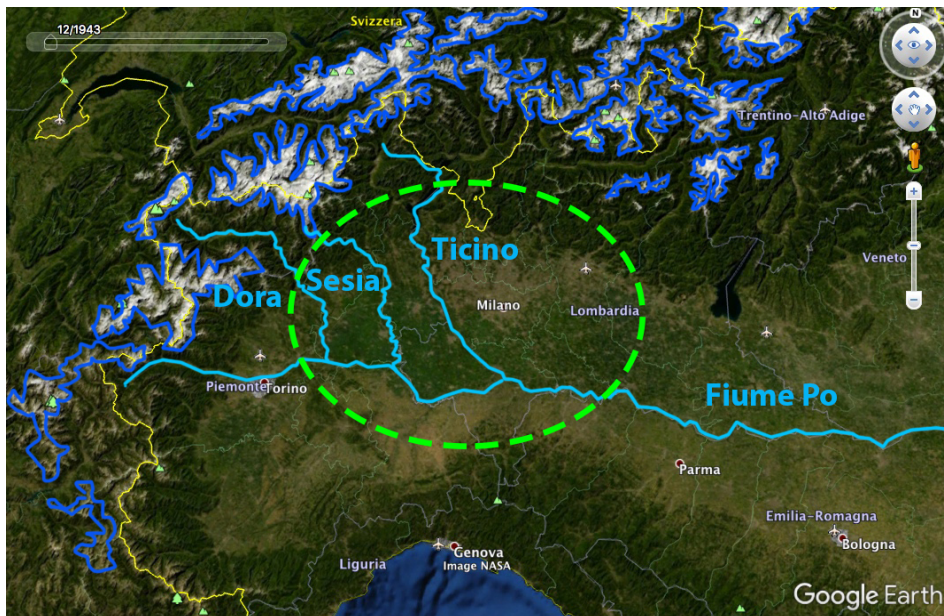 12/1943
Svizzera
N
Trentino-Alto Adige
Ticino
Veneto
Sesia
Dora
Milano
Lombardia
Piemonte
Torino
Fiume Po
Parma
Emilia-Romagna
Bologna
Genova
Liguria
Image NASA
Google Earth